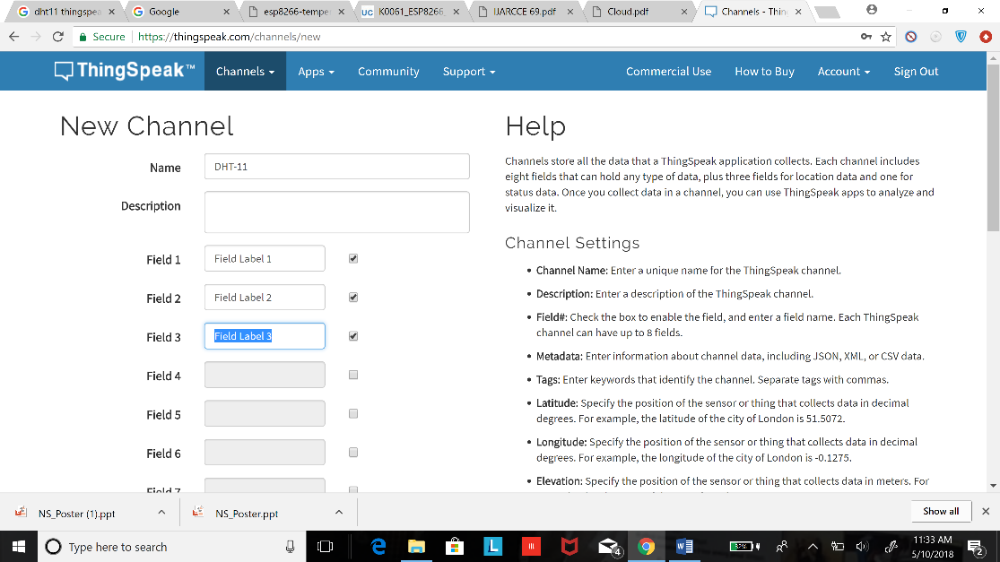 dht11 thingspea
Google
esp8266-tempe
K0061_ESP8266_
IJARCCE 69.pdf
Cloud.pdf
Channels - Thin
Secure
https://thingspeak.com/channels/new
ThingSpeak™
Channels
Apps
Community
Support
Commercial Use
How to Buy
Account
Sign Out
New Channel
Name
DHT-11
Description
Field 1
Field Label 1
Field 2
Field Label 2
Field 3
Field Label 3
Field 4
Field 5
Field 6
Field 7
Help
Channels store all the data that a ThingSpeak application collects. Each channel includes
eight fields that can hold any type of data, plus three fields for location data and one for
status data. Once you collect data in a channel, you can use ThingSpeak apps to analyze and
visualize it.
Channel Settings
• Channel Name: Enter a unique name for the ThingSpeak channel.
• Description: Enter a description of the ThingSpeak channel.
• Field#: Check the box to enable the field, and enter a field name. Each ThingSpeak
channel can have up to 8 fields.
• Metadata: Enter information about channel data, including JSON, XML, or CSV data.
• Tags: Enter keywords that identify the channel. Separate tags with commas.
• Latitude: Specify the position of the sensor or thing that collects data in decimal
degrees. For example, the latitude of the city of London is 51.5072.
• Longitude: Specify the position of the sensor or thing that collects data in decimal
degrees. For example, the longitude of the city of London is -0.1275.
• Elevation: Specify the position of the sensor or thing that collects data in meters. For
NS_Poster (1).ppt
NS_Poster.ppt
Show all
Type here to search
11:33 AM
5/10/2018